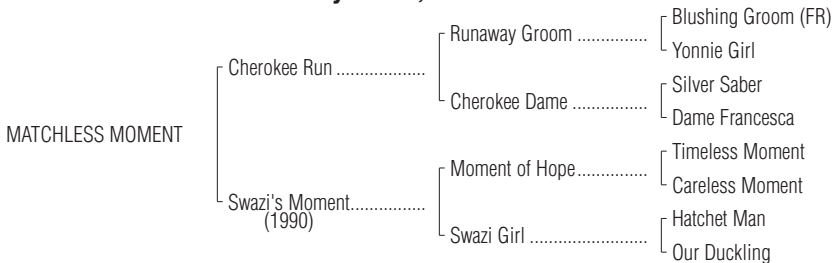 Blushing Groom (FR)
Runaway Groom ...............
Yonnie Girl
Cherokee Run ...................
Silver Saber
Cherokee Dame ................
Dame Francesca
MATCHLESS MOMENT
Timeless Moment
Moment of Hope...............
Careless Moment
Swazi's Moment................
(1990)
Hatchet Man
Swazi Girl .........................
Our Duckling